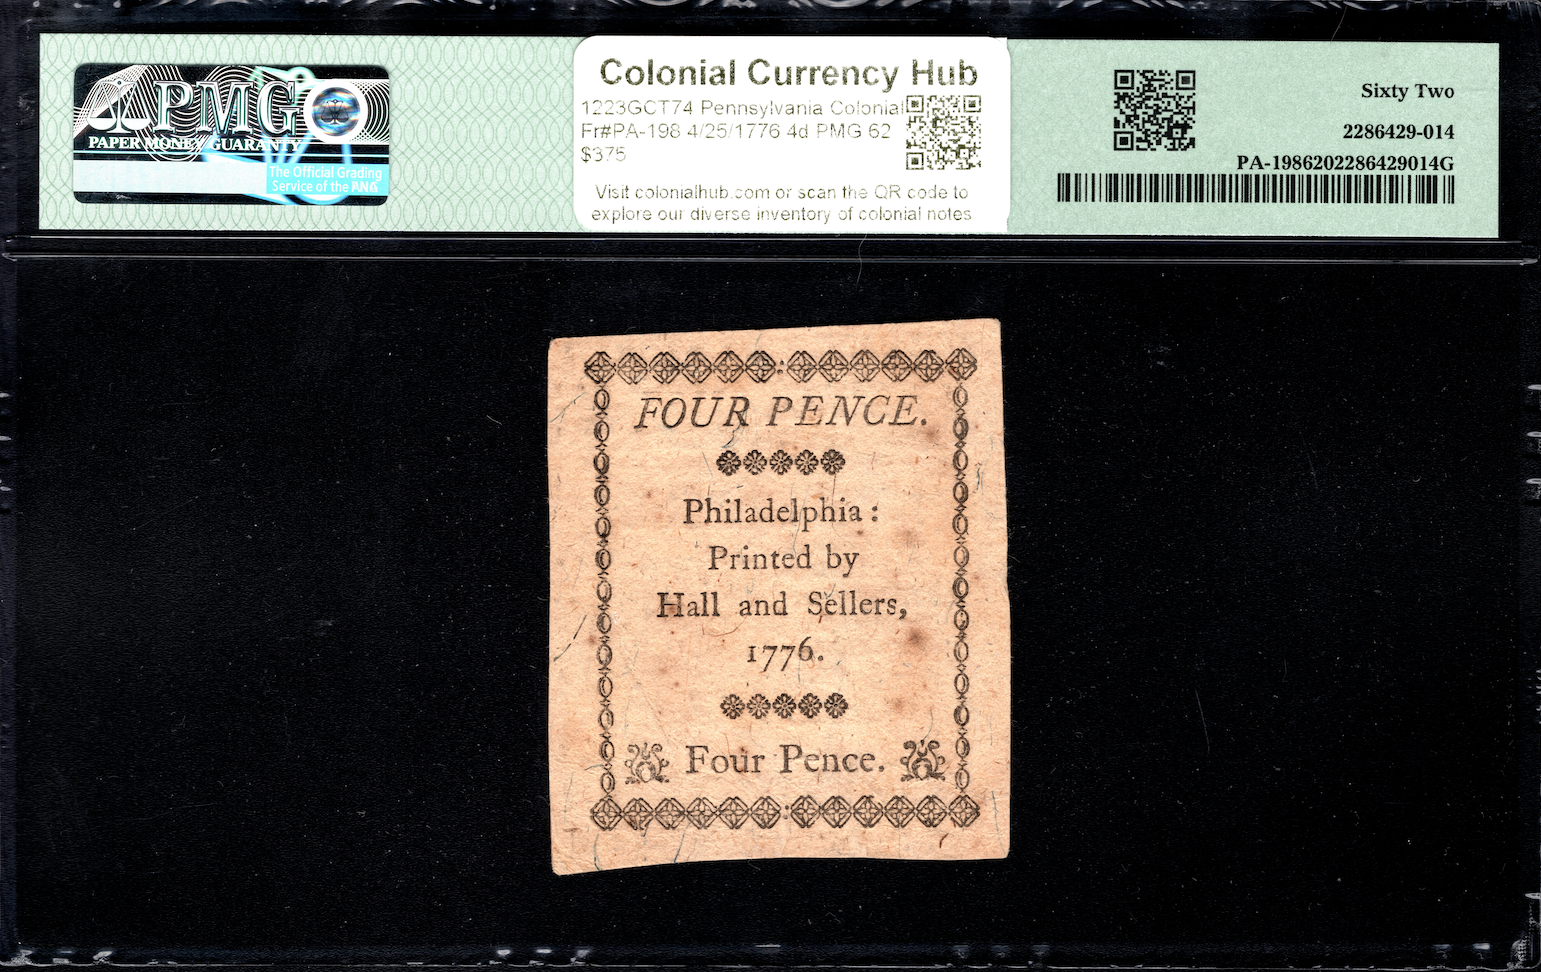 PMG
PAPER MONEY GUARANTY
The Official Grading
Service of the ANA
Colonial Currency Hub
1223GCT74 Pennsylvania Colonial
Fr#PA-198 4/25/1776 4d PMG 62
$375
Visit colonialhub.com or scan the QR code to
explore our diverse inventory of colonial notes
Sixty Two
2286429-014
PA-1986202286429014G
FOUR PENCE.
Philadelphia:
Printed by
Hall and Sellers,
1776.
Four Pence.